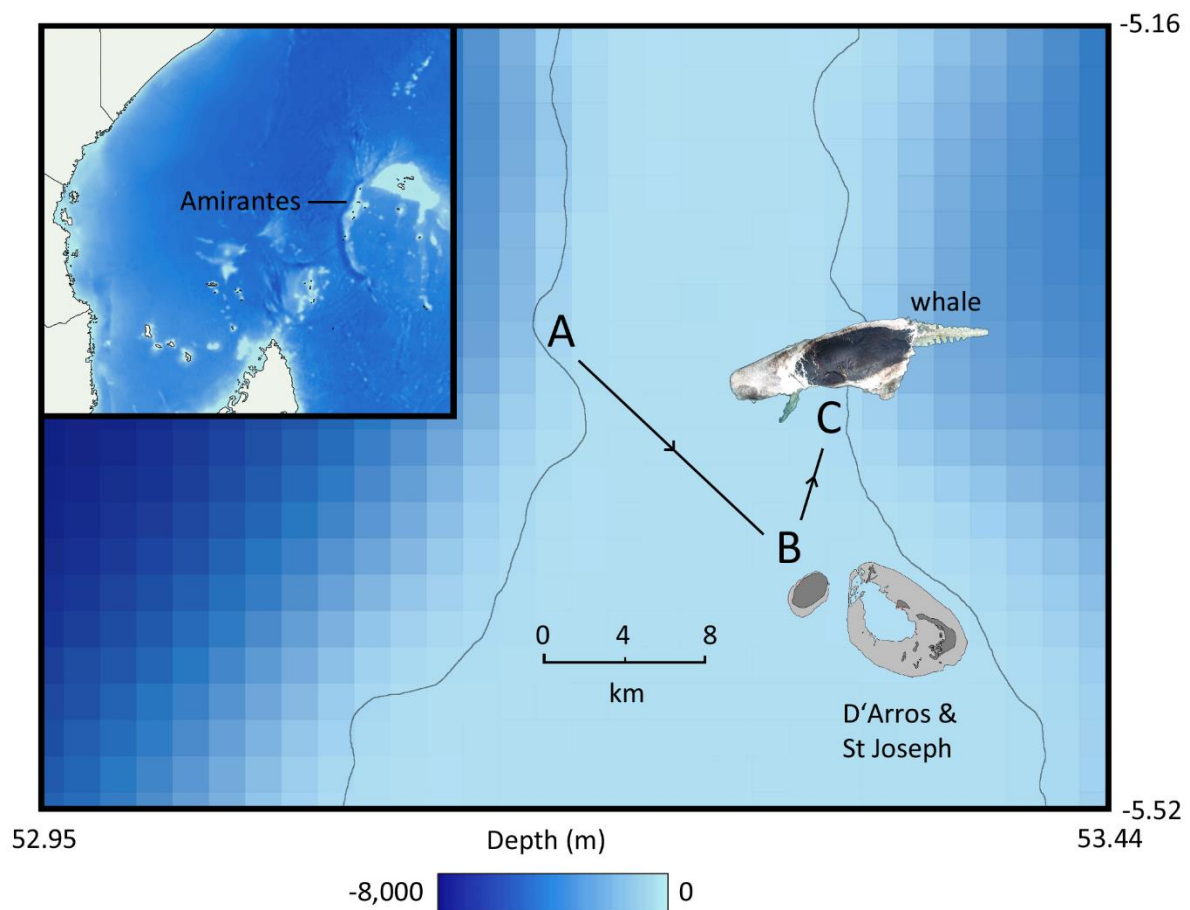 -5.16
Amirantes
whale
A
C
B
0 4 8
km
D‘Arros &
St Joseph
-5.52
52.95
Depth (m)
53.44
-8,000
0